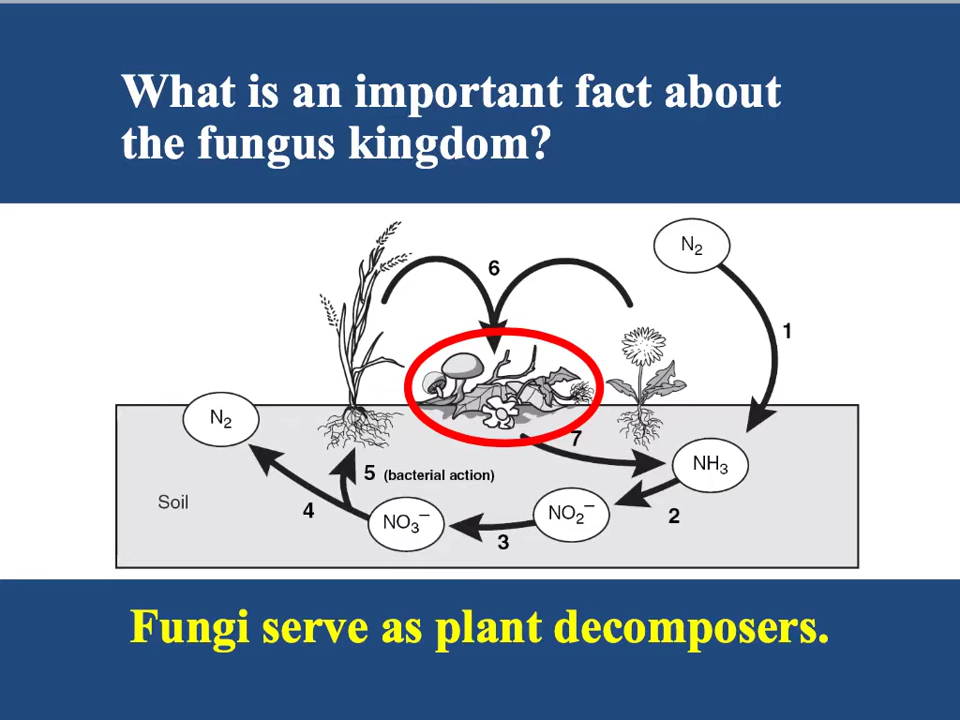 What is an important fact about
the fungus kingdom?
N₂
6
1
N₂
7
NH₃
5 (bacterial action)
Soil
4
NO₃⁻
NO₂⁻
2
3
Fungi serve as plant decomposers.